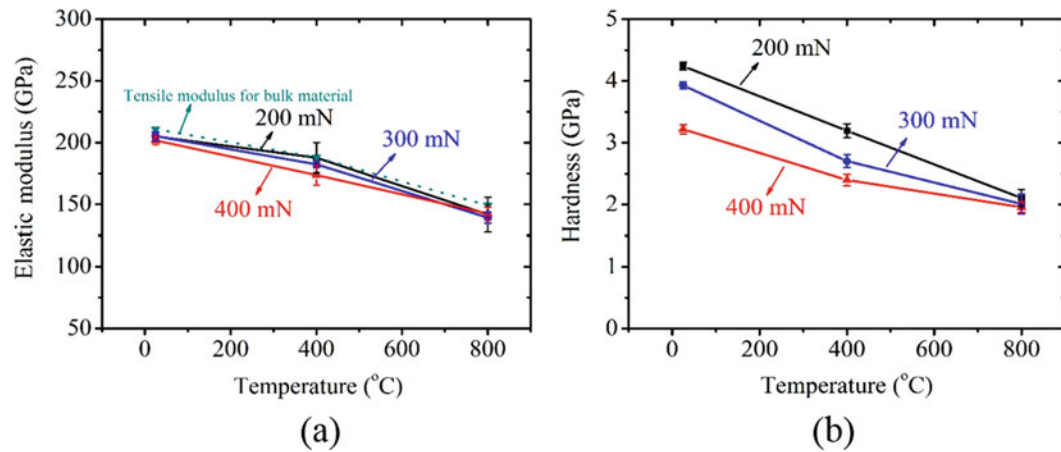 300
250
200
150
100
50
Elastic modulus (GPa)
Tensile modulus for bulk material
200 mN
300 mN
400 mN
0 200 400 600 800
Temperature (°C)
(a)
5
4
3
2
1
0
Hardness (GPa)
200 mN
300 mN
400 mN
0 200 400 600 800
Temperature (°C)
(b)